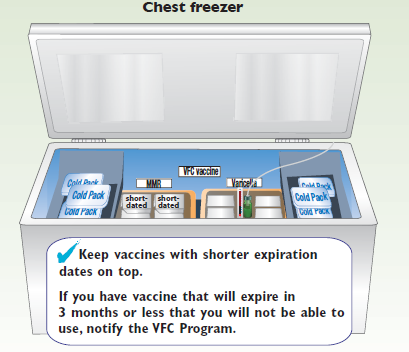 Chest freezer
VFC vaccine
MMR
Varicella
Cold Pack
Cold Pack
Cold Pack
short-
dated
short-
dated
Cold Pack
Cold Pack
Cold Pack
Keep vaccines with shorter expiration
dates on top.
If you have vaccine that will expire in
3 months or less that you will not be able to
use, notify the VFC Program.